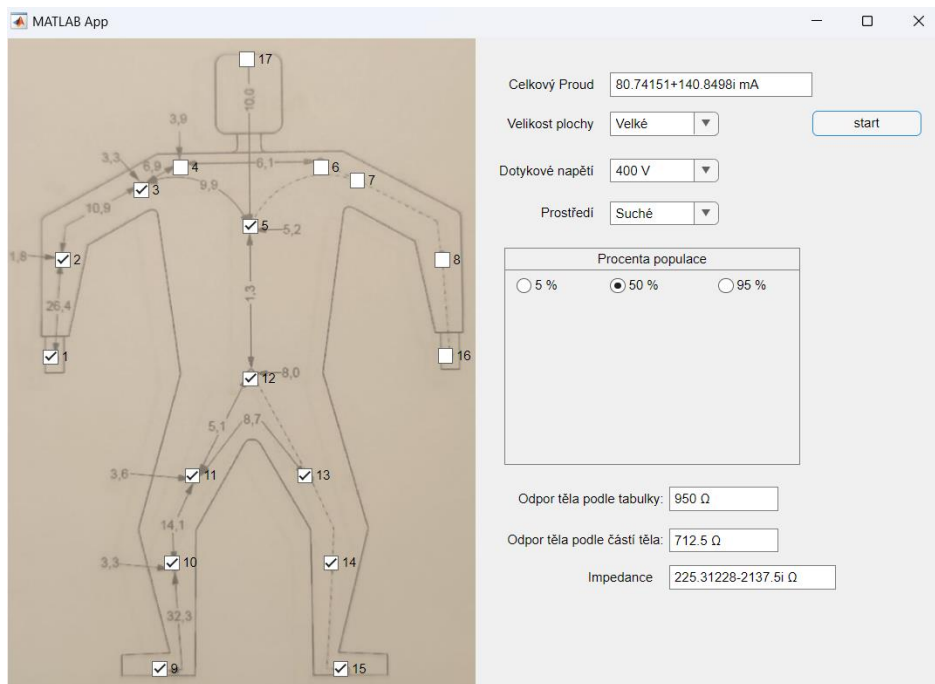 MATLAB App
17
10,0
3,9
3,3
6,9
4
6,1
6
7
3
9,9
10,9
5
5,2
1,8
2
8
26,4
1,3
1
16
12
8,0
5,1
8,7
3,6
11
13
14,1
3,3
10
14
32,3
9
15
Celkový Proud
80.74151+140.8498i mA
Velikost plochy
Velké
start
Dotykové napětí
400 V
Prostředí
Suché
Procenta populace
5 %
50 %
95 %
Odpor těla podle tabulky:
950 Ω
Odpor těla podle částí těla:
712.5 Ω
Impedance
225.31228-2137.5i Ω